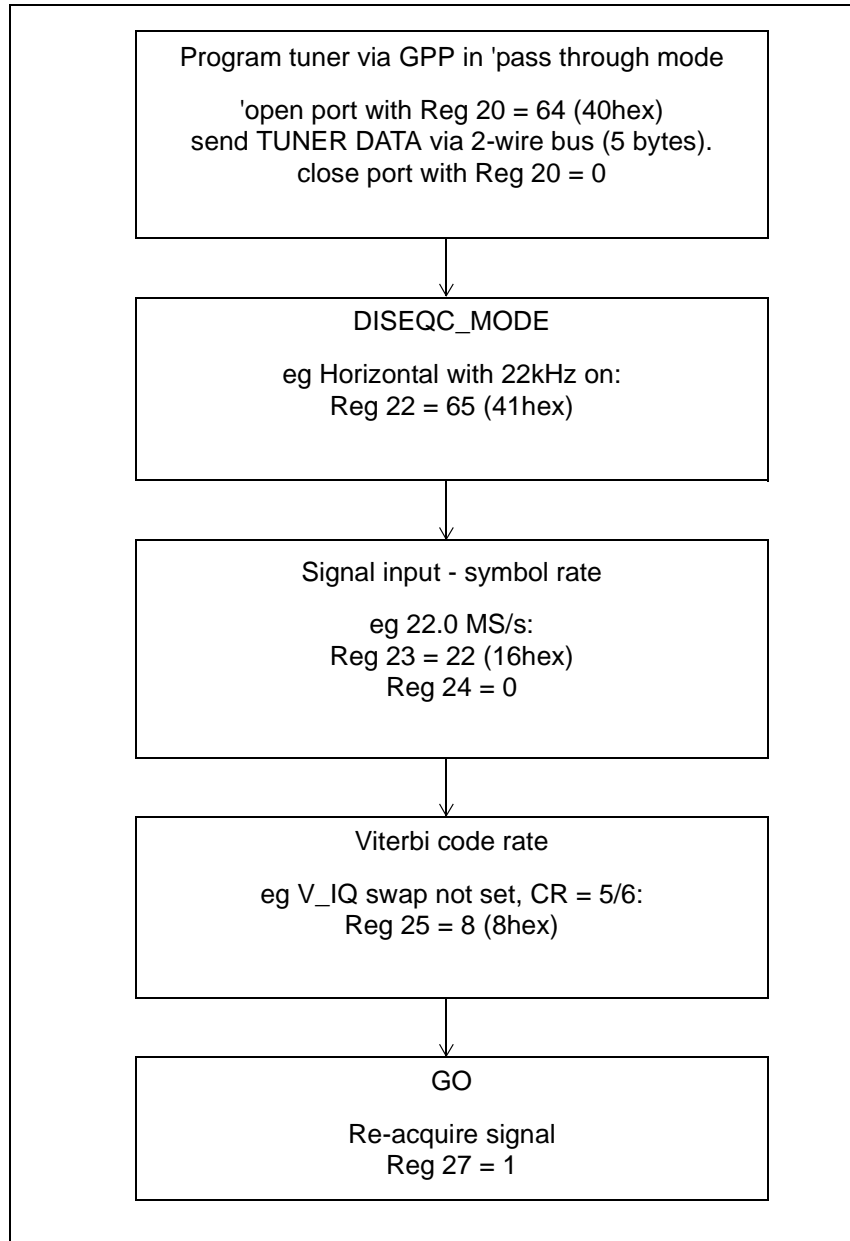 Program tuner via GPP in 'pass through mode
'open port with Reg 20 = 64 (40hex)
send TUNER DATA via 2-wire bus (5 bytes).
close port with Reg 20 = 0
DISEQC_MODE
eg Horizontal with 22kHz on:
Reg 22 = 65 (41hex)
Signal input - symbol rate
eg 22.0 MS/s:
Reg 23 = 22 (16hex)
Reg 24 = 0
Viterbi code rate
eg V_IQ swap not set, CR = 5/6:
Reg 25 = 8 (8hex)
GO
Re-acquire signal
Reg 27 = 1